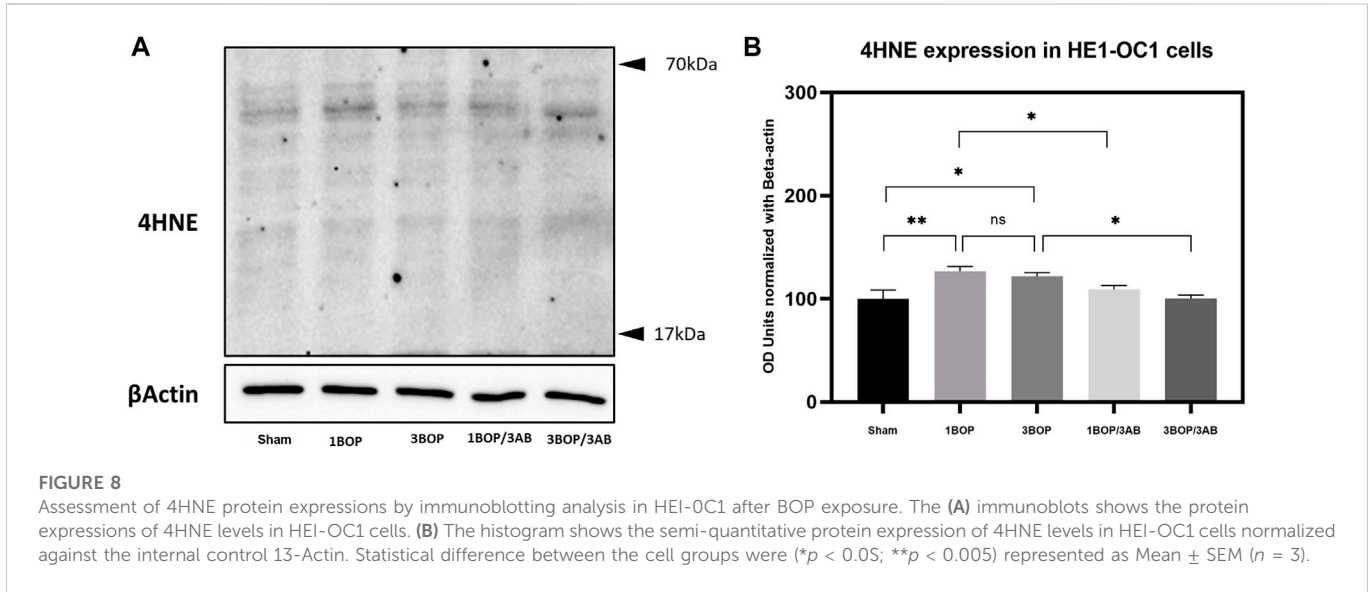 A
70kDa
4HNE
17kDa
βActin
Sham 1BOP 3BOP 1BOP/3AB 3BOP/3AB
B
4HNE expression in HE1-OC1 cells
OD Units normalized with Beta-actin
300
200
100
0
*
*
** ns *
Sham 1BOP 3BOP 1BOP/3AB 3BOP/3AB
FIGURE 8
Assessment of 4HNE protein expressions by immunoblotting analysis in HEI-0C1 after BOP exposure. The (A) immunoblots shows the protein
expressions of 4HNE levels in HEI-OC1 cells. (B) The histogram shows the semi-quantitative protein expression of 4HNE levels in HEI-OC1 cells normalized
against the internal control 13-Actin. Statistical difference between the cell groups were (*p < 0.0S; **p < 0.005) represented as Mean ± SEM (n = 3).